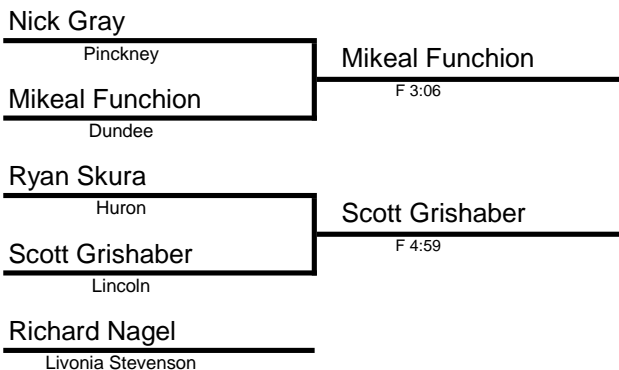 Nick Gray
Pinckney
Mikeal Funchion
F 3:06
Mikeal Funchion
Dundee
Ryan Skura
Huron
Scott Grishaber
F 4:59
Scott Grishaber
Lincoln
Richard Nagel
Livonia Stevenson